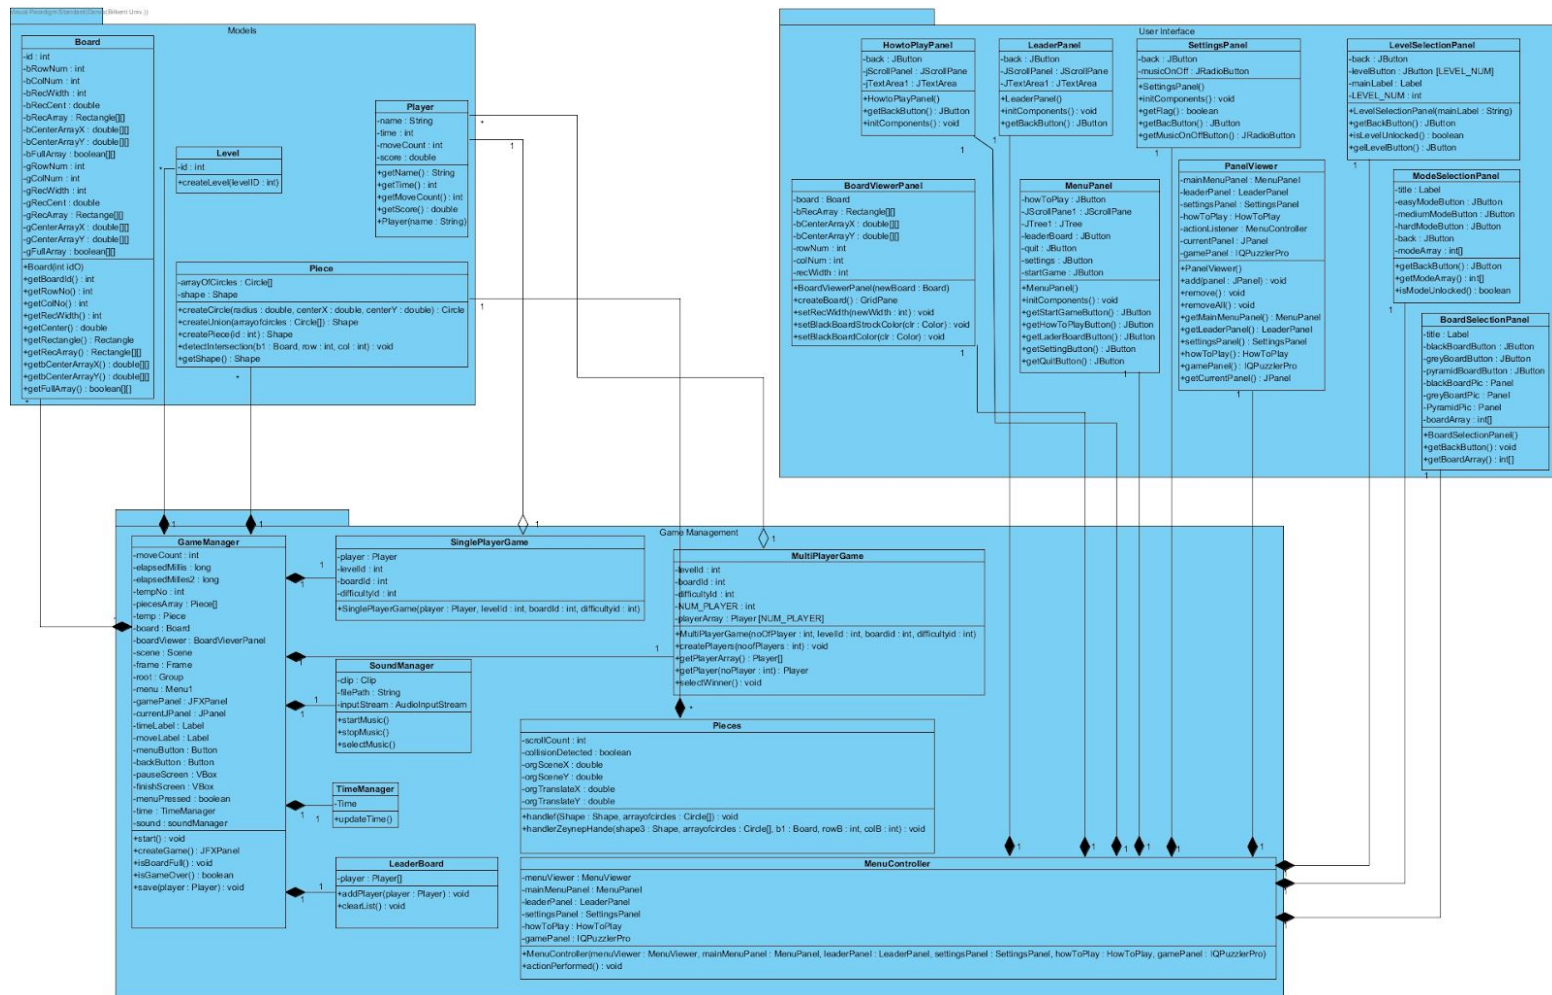 Visual Paradigm Standard(Denizs(Bilkent Univ.))
Models
Board
-id : int
-bRowNum : int
-bColNum : int
-bRecWidth : int
-bRecCent : double
-bRecArray : Rectangle[][]
-bCenterArrayX : double[][]
-bCenterArrayY : double[][]
-bFullArray : boolean[][]
-gRowNum : int
-gColNum : int
-gRecWidth : int
-gRecCent : double
-gRecArray : Rectange[][]
-gCenterArrayX : double[][]
-gCenterArrayY : double[][]
-gFullArray : boolean[][]
+Board(int idO)
+getBoardId() : int
+getRowNo() : int
+getColNo() : int
+getRecWidth() : int
+getCenter() : double
+getRectangle() : Rectangle
+getRecArray() : Rectangle[][]
+getbCenterArrayX() : double[][]
+getbCenterArrayY() : double[][]
+getFullArray() : boolean[][]
Level
-id : int
+createLevel(levelID : int)
Player
-name : String
-time : int
-moveCount : int
-score : double
+getName() : String
+getTime() : int
+getMoveCount() : int
+getScore() : double
+Player(name : String)
Piece
-arrayOfCircles : Circle[]
-shape : Shape
+createCircle(radius : double, centerX : double, centerY : double) : Circle
+createUnion(arrayofcircles : Circle[]) : Shape
+createPiece(id : int) : Shape
+detectIntersection(b1 : Board, row : int, col : int) : void
+getShape() : Shape
User Interface
HowtoPlayPanel
-back : JButton
-jScrollPanel : JScrollPane
-jTextArea1 : JTextArea
+HowtoPlayPanel()
+getBackButton() : JButton
+initComponents() : void
LeaderPanel
-back : JButton
-JScrollPanel : JScrollPane
-JTextArea1 : JTextArea
+LeaderPanel()
+initComponents() : void
+getBackButton() : JButton
SettingsPanel
-back : JButton
-musicOnOff : JRadioButton
+SettingsPanel()
+initComponents() : void
+getFlag() : boolean
+getBacButton() : JButton
+getMusicOnOffButton() : JRadioButton
LevelSelectionPanel
-back : JButton
-levelButton : JButton [LEVEL_NUM]
-mainLabel : Label
-LEVEL_NUM : int
+LevelSelectionPanel(mainLabel : String)
+getBackButton() : JButton
+isLevelUnlocked() : boolean
+gelLevelButton() : JButton
BoardViewerPanel
-board : Board
-bRecArray : Rectangle[][]
-bCenterArrayX : double[][]
-bCenterArrayY : double[][]
-rowNum : int
-colNum : int
-recWidth : int
+BoardViewerPanel(newBoard : Board)
+createBoard() : GridPane
+setRecWidth(newWidth : int) : void
+setBlackBoardStrockColor(clr : Color) : void
+setBlackBoardColor(clr : Color) : void
MenuPanel
-howToPlay : JButton
-JScrollPane1 : JScrollPane
-JTree1 : JTree
-leaderBoard : JButton
-quit : JButton
-settings : JButton
-startGame : JButton
+MenuPanel()
+initComponents() : void
+getStartGameButton() : JButton
+getHowToPlayButton() : JButton
+getLaderBoardButton() : JButton
+getSettingButton() : JButton
+getQuitButton() : JButton
PanelViewer
-mainMenuPanel : MenuPanel
-leaderPanel : LeaderPanel
-settingsPanel : SettingsPanel
-howToPlay : HowToPlay
-actionListener : MenuController
-currentPanel : JPanel
-gamePanel : IQPuzzlerPro
+PanelViewer()
+add(panel : JPanel) : void
+remove() : void
+removeAll() : void
+getMainMenuPanel() : MenuPanel
+getLeaderPanel() : LeaderPanel
+settingsPanel() : SettingsPanel
+howToPlay() : HowToPlay
+gamePanel() : IQPuzzlerPro
+getCurrentPanel() : JPanel
ModeSelectionPanel
-title : Label
-easyModeButton : JButton
-mediumModeButton : JButton
-hardModeButton : JButton
-back : JButton
-modeArray : int[]
+getBackButton() : JButton
+getModeArray() : int[]
+isModeUnlocked() : boolean
BoardSelectionPanel
-title : Label
-blackBoardButton : JButton
-greyBoardButton : JButton
-pyramidBoardButton : JButton
-blackBoardPic : Panel
-greyBoardPic : Panel
-PyramidPic : Panel
-boardArray : int[]
+BoardSelectionPanel()
+getBackButton() : void
+getBoardArray() : int[]
Game Management
GameManager
-moveCount : int
-elapsedMillis : long
-elapsedMilles2 : long
-tempNo : int
-piecesArray : Piece[]
-temp : Piece
-board : Board
-boardViewer : BoardVieverPanel
-scene : Scene
-frame : Frame
-root : Group
-menu : Menu1
-gamePanel : JFXPanel
-currentJPanel : JPanel
-timeLabel : Label
-moveLabel : Label
-menuButton : Button
-backButton : Button
-pauseScreen : VBox
-finishScreen : VBox
-menuPressed : boolean
-time : TimeManager
-sound : soundManager
+start() : void
+createGame() : JFXPanel
+isBoardFull() : void
+isGameOver() : boolean
+save(player : Player) : void
SinglePlayerGame
-player : Player
-levelId : int
-boardId : int
-difficultyId : int
+SinglePlayerGame(player : Player, levelId : int, boardId : int, difficultyid : int)
MultiPlayerGame
-levelId : int
-boardId : int
-difficultyId : int
-NUM_PLAYER : int
-playerArray : Player [NUM_PLAYER]
+MultiPlayerGame(noOfPlayer : int, levelId : int, boardid : int, difficultyid : int)
+createPlayers(noofPlayers : int) : void
+getPlayerArray() : Player[]
+getPlayer(noPlayer : int) : Player
+selectWinner() : void
SoundManager
-clip : Clip
-filePath : String
-inputStream : AudioInputStream
+startMusic()
+stopMusic()
+selectMusic()
TimeManager
-Time
+updateTime()
LeaderBoard
-player : Player[]
+addPlayer(player : Player) : void
+clearList() : void
Pieces
-scrollCount : int
-collisionDetected : boolean
-orgSceneX : double
-orgSceneY : double
-orgTranslateX : double
-orgTranslateY : double
+handlef(Shape : Shape, arrayofcircles : Circle[]) : void
+handlerZeynepHande(shape3 : Shape, arrayofcircles : Circle[], b1 : Board, rowB : int, colB : int) : void
MenuController
-menuViewer : MenuViewer
-mainMenuPanel : MenuPanel
-leaderPanel : LeaderPanel
-settingsPanel : SettingsPanel
-howToPlay : HowToPlay
-gamePanel : IQPuzzlerPro
+MenuController(menuViewer : MenuViewer, mainMenuPanel : MenuPanel, leaderPanel : LeaderPanel, settingsPanel : SettingsPanel, howToPlay : HowToPlay, gamePanel : IQPuzzlerPro)
+actionPerformed() : void